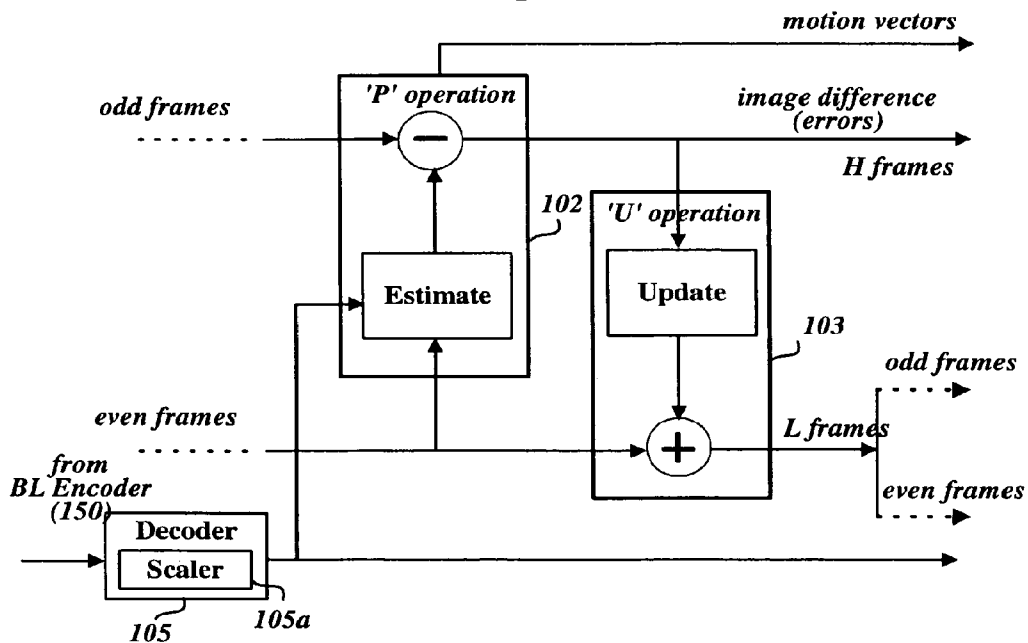 motion vectors
'P' operation
odd frames
image difference
(errors)
H frames
102
'U' operation
Estimate
Update
103
odd frames
even frames
L frames
from
BL Encoder
(150)
even frames
Decoder
Scaler
105a
105